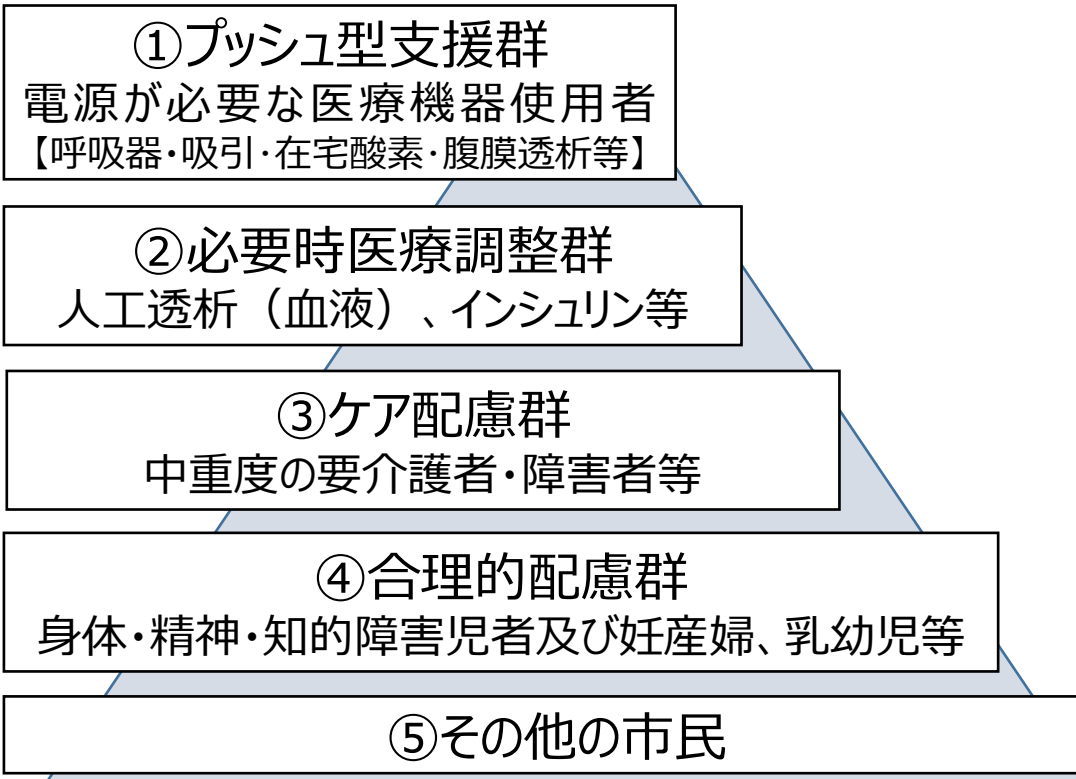 ①プッシュ型支援群
電源が必要な医療機器使用者
【呼吸器・吸引・在宅酸素・腹膜透析等】
②必要時医療調整群
人工透析（血液）、インシュリン等
③ケア配慮群
中重度の要介護者・障害者等
④合理的配慮群
身体・精神・知的障害児者及び妊産婦、乳幼児等
⑤その他の市民